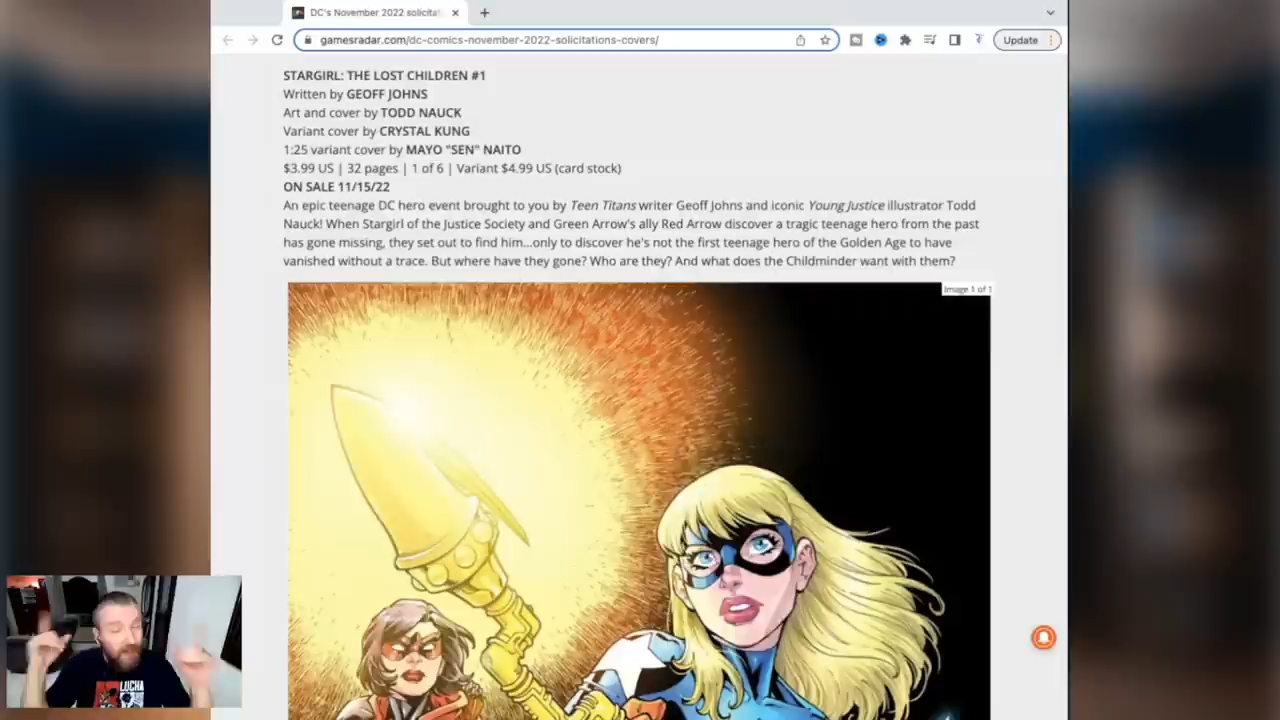 DC's November 2022 solicitat
gamesradar.com/dc-comics-november-2022-solicitations-covers/
Update
STARGIRL: THE LOST CHILDREN #1
Written by GEOFF JOHNS
Art and cover by TODD NAUCK
Variant cover by CRYSTAL KUNG
1:25 variant cover by MAYO "SEN" NAITO
$3.99 US | 32 pages | 1 of 6 | Variant $4.99 US (card stock)
ON SALE 11/15/22
An epic teenage DC hero event brought to you by Teen Titans writer Geoff Johns and iconic Young Justice illustrator Todd
Nauck! When Stargirl of the Justice Society and Green Arrow's ally Red Arrow discover a tragic teenage hero from the past
has gone missing, they set out to find him...only to discover he's not the first teenage hero of the Golden Age to have
vanished without a trace. But where have they gone? Who are they? And what does the Childminder want with them?
Image 1 of 1
LUCHA